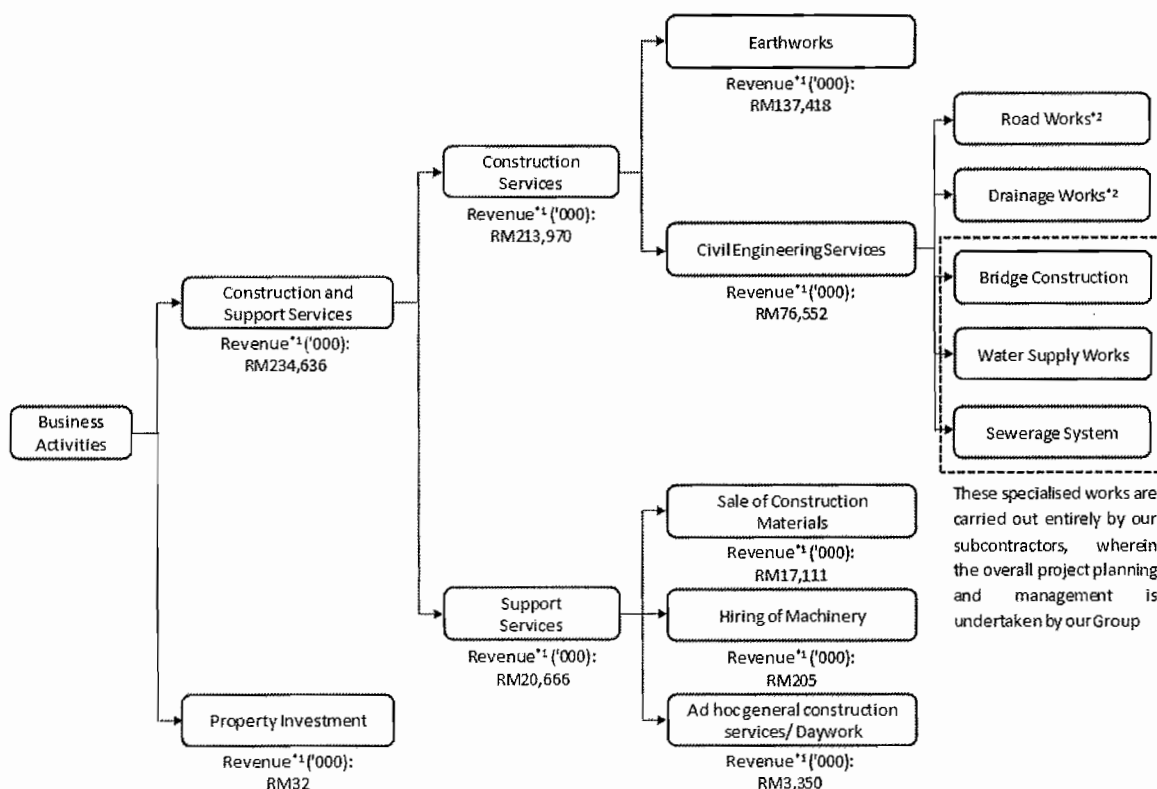 Earthworks
Revenue*1 ('000):
RM137,418
Road Works*2
Construction
Services
Revenue*1 ('000):
RM213,970
Drainage Works*2
Civil Engineering Services
Revenue*1 ('000):
RM76,552
Bridge Construction
Construction and
Support Services
Revenue*1 ('000):
RM234,636
Water Supply Works
Business
Activities
Sewerage System
These specialised works are
carried out entirely by our
subcontractors, wherein
the overall project planning
and management is
undertaken by our Group
Sale of Construction
Materials
Revenue*1 ('000):
RM17,111
Support
Services
Revenue*1 ('000):
RM20,666
Hiring of Machinery
Revenue*1 ('000):
RM205
Property Investment
Revenue*1 ('000):
RM32
Ad hoc general construction
services/ Daywork
Revenue*1 ('000):
RM3,350